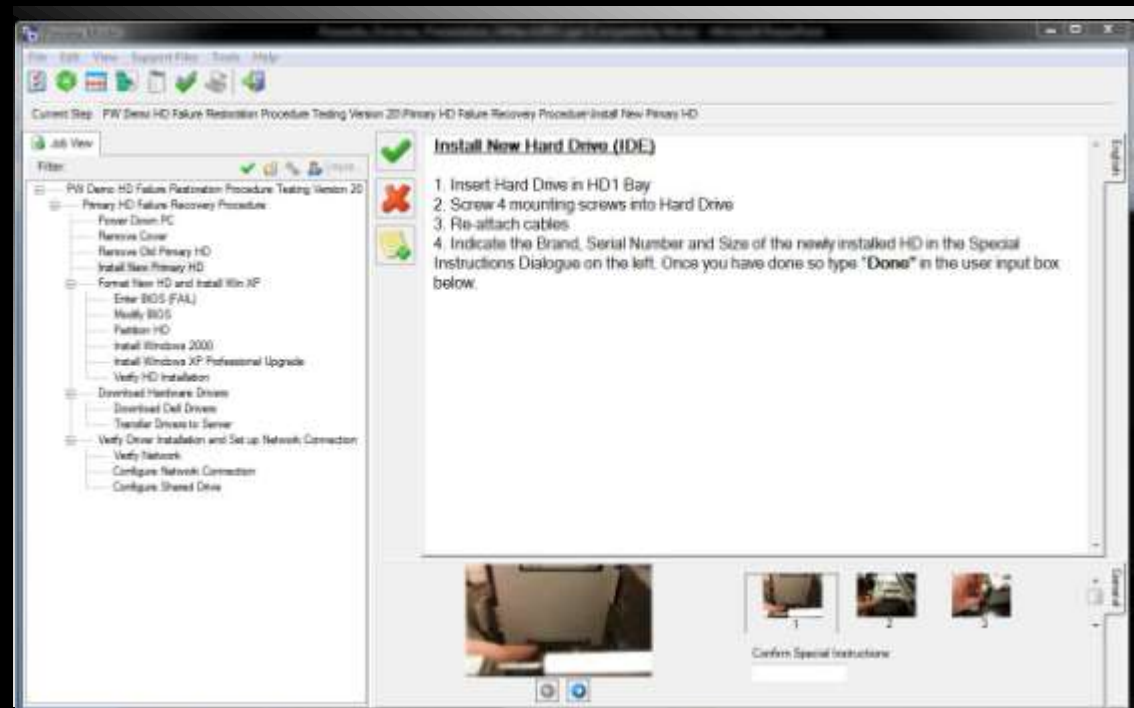 File Edit View Support Files Tools Help
Current Step: PW Demo HD Failure Restoration Procedure Testing Version 20\Primary HD Failure Recovery Procedure\Install New Primary HD
Job View
Filter:
PW Demo HD Failure Restoration Procedure Testing Version 20
Primary HD Failure Recovery Procedure
Power Down PC
Remove Cover
Remove Old Primary HD
Install New Primary HD
Format New HD and Install Win XP
Enter BIOS (FAIL)
Modify BIOS
Partition HD
Install Windows 2000
Install Windows XP Professional Upgrade
Verify HD Installation
Download Hardware Drivers
Download Dell Drivers
Transfer Drivers to Server
Verify Driver Installation and Set up Network Connection
Verify Network
Configure Network Connection
Configure Shared Drive
Install New Hard Drive (IDE)
1. Insert Hard Drive in HD1 Bay
2. Screw 4 mounting screws into Hard Drive
3. Re-attach cables
4. Indicate the Brand, Serial Number and Size of the newly installed HD in the Special
Instructions Dialogue on the left. Once you have done so type "Done" in the user input box
below.
English
General
1
2
3
Confirm Special Instructions